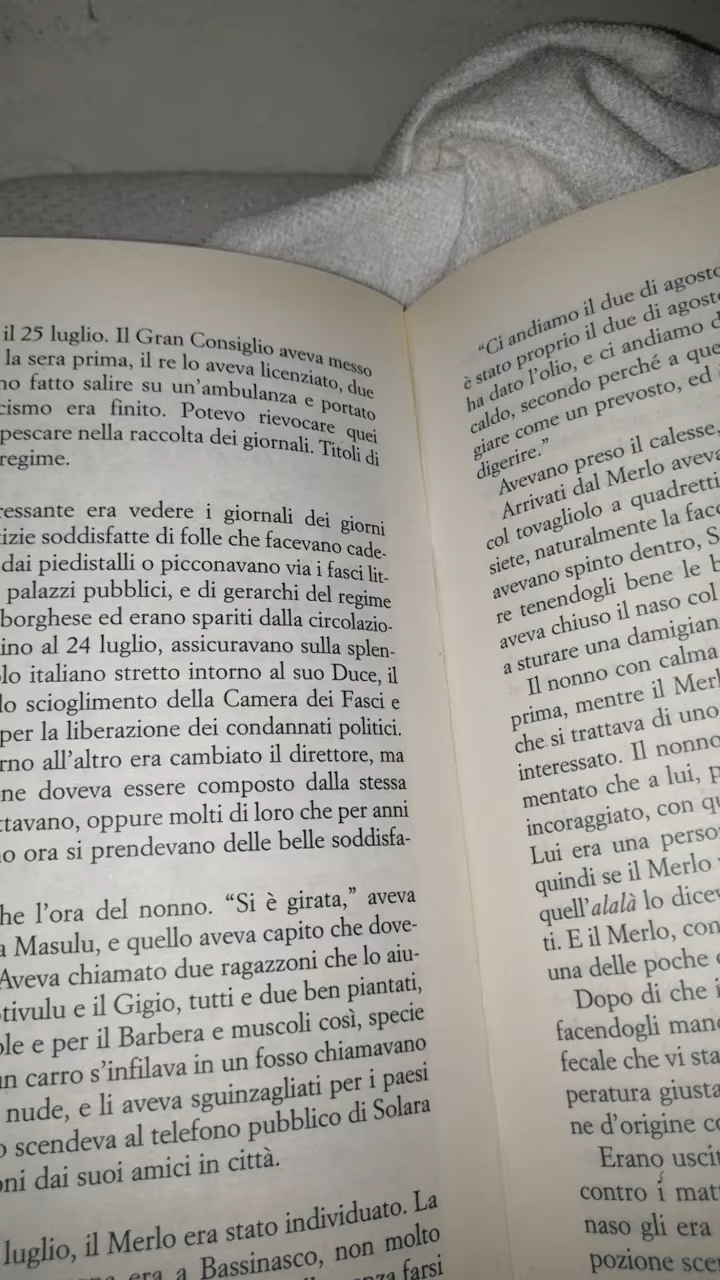 il 25 luglio. Il Gran Consiglio aveva messo
la sera prima, il re lo aveva licenziato, due
no fatto salire su un'ambulanza e portato
cismo era finito. Potevo rievocare quei
pescare nella raccolta dei giornali. Titoli di
regime.
ressante era vedere i giornali dei giorni
tizie soddisfatte di folle che facevano cade-
dai piedistalli o picconavano via i fasci lit-
palazzi pubblici, e di gerarchi del regime
borghese ed erano spariti dalla circolazio-
ino al 24 luglio, assicuravano sulla splen-
lo italiano stretto intorno al suo Duce, il
lo scioglimento della Camera dei Fasci e
per la liberazione dei condannati politici.
rno all'altro era cambiato il direttore, ma
ne doveva essere composto dalla stessa
ttavano, oppure molti di loro che per anni
o ora si prendevano delle belle soddisfa-
he l'ora del nonno. “Si è girata,” aveva
a Masulu, e quello aveva capito che dove-
Aveva chiamato due ragazzoni che lo aiu-
tivulu e il Gigio, tutti e due ben piantati,
ole e per il Barbera e muscoli così, specie
un carro s'infilava in un fosso chiamavano
nude, e li aveva sguinzagliati per i paesi
o scendeva al telefono pubblico di Solara
oni dai suoi amici in città.
luglio, il Merlo era stato individuato. La
era a Bassinasco, non molto
farsi
“Ci andiamo il due di agosto
è stato proprio il due di agosto
ha dato l'olio, e ci andiamo d
caldo, secondo perché a que
giare come un prevosto, ed
digerire.”
Avevano preso il calesse,
Arrivati dal Merlo aveva
col tovagliolo a quadretti
siete, naturalmente la facc
avevano spinto dentro, S
re tenendogli bene le b
aveva chiuso il naso col
a sturare una damigian
Il nonno con calma
prima, mentre il Merl
che si trattava di uno
interessato. Il nonno
mentato che a lui, p
incoraggiato, con qu
Lui era una perso
quindi se il Merlo
quell'alalà lo dicev
ti. E il Merlo, con
una delle poche
Dopo di che i
facendogli mand
fecale che vi sta
peratura giusta
ne d'origine co
Erano uscit
contro i mat
naso gli era
pozione sce